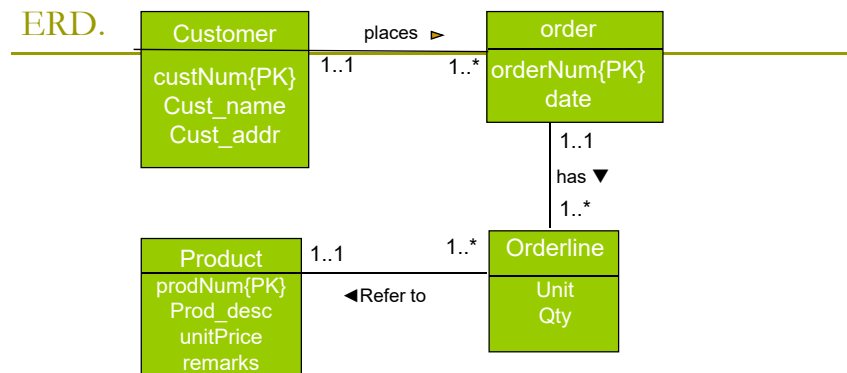 ERD.
Customer
custNum{PK}
Cust_name
Cust_addr
places ►
1..1
1..*
order
orderNum{PK}
date
1..1
has ▼
1..*
Orderline
Unit
Qty
1..*
◄Refer to
1..1
Product
prodNum{PK}
Prod_desc
unitPrice
remarks